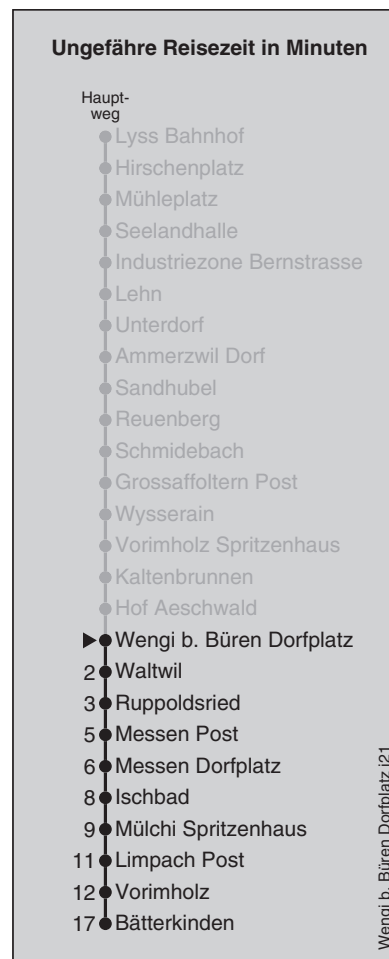 Ungefähre Reisezeit in Minuten
Haupt-
weg
Lyss Bahnhof
Hirschenplatz
Mühleplatz
Seelandhalle
Industriezone Bernstrasse
Lehn
Unterdorf
Ammerzwil Dorf
Sandhubel
Reuenberg
Schmidebach
Grossaffoltern Post
Wysserain
Vorimholz Spritzenhaus
Kaltenbrunnen
Hof Aeschwald
Wengi b. Büren Dorfplatz
2 Waltwil
3 Ruppoldsried
5 Messen Post
6 Messen Dorfplatz
8 Ischbad
9 Mülchi Spritzenhaus
11 Limpach Post
12 Vorimholz
17 Bätterkinden
Wengi b. Büren Dorfplatz j21